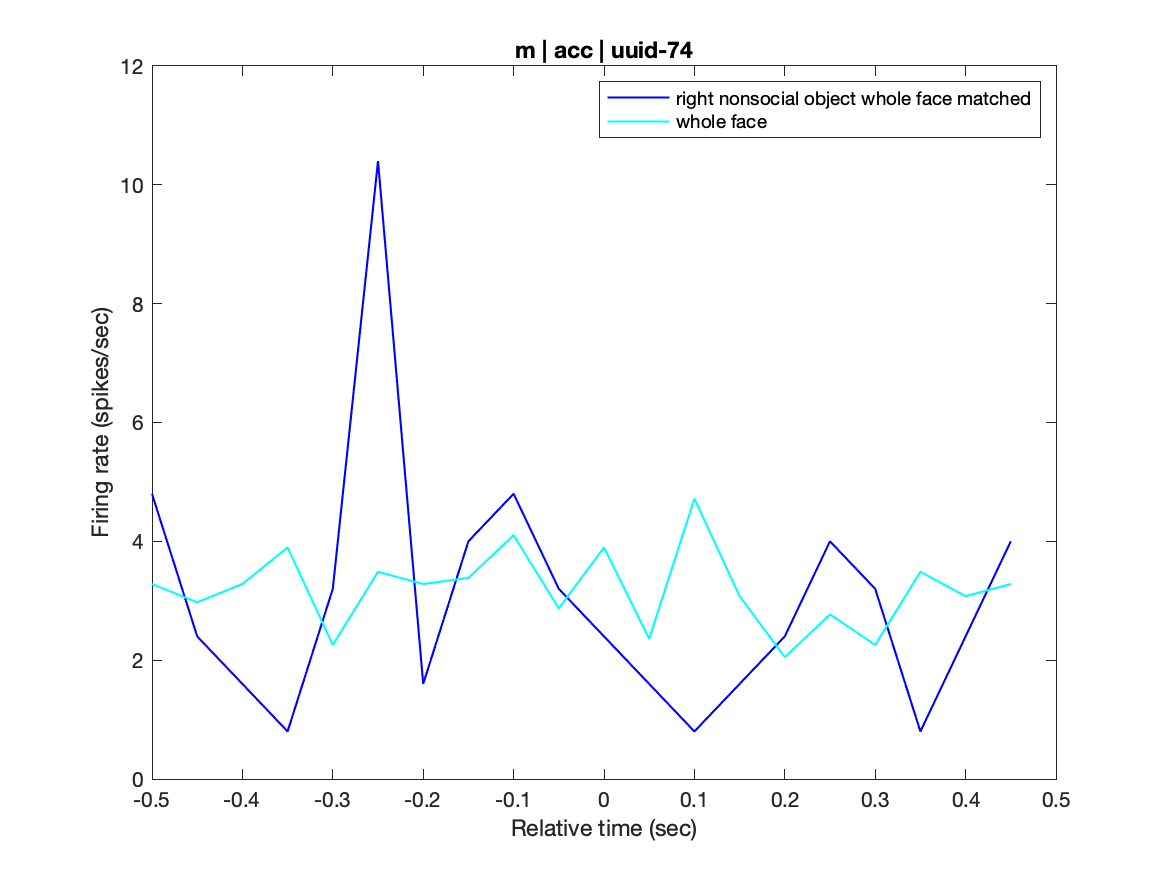 m | acc | uuid-74
right nonsocial object whole face matched
whole face
12
10
8
6
4
2
0
Firing rate (spikes/sec)
-0.5 -0.4 -0.3 -0.2 -0.1 0 0.1 0.2 0.3 0.4 0.5
Relative time (sec)